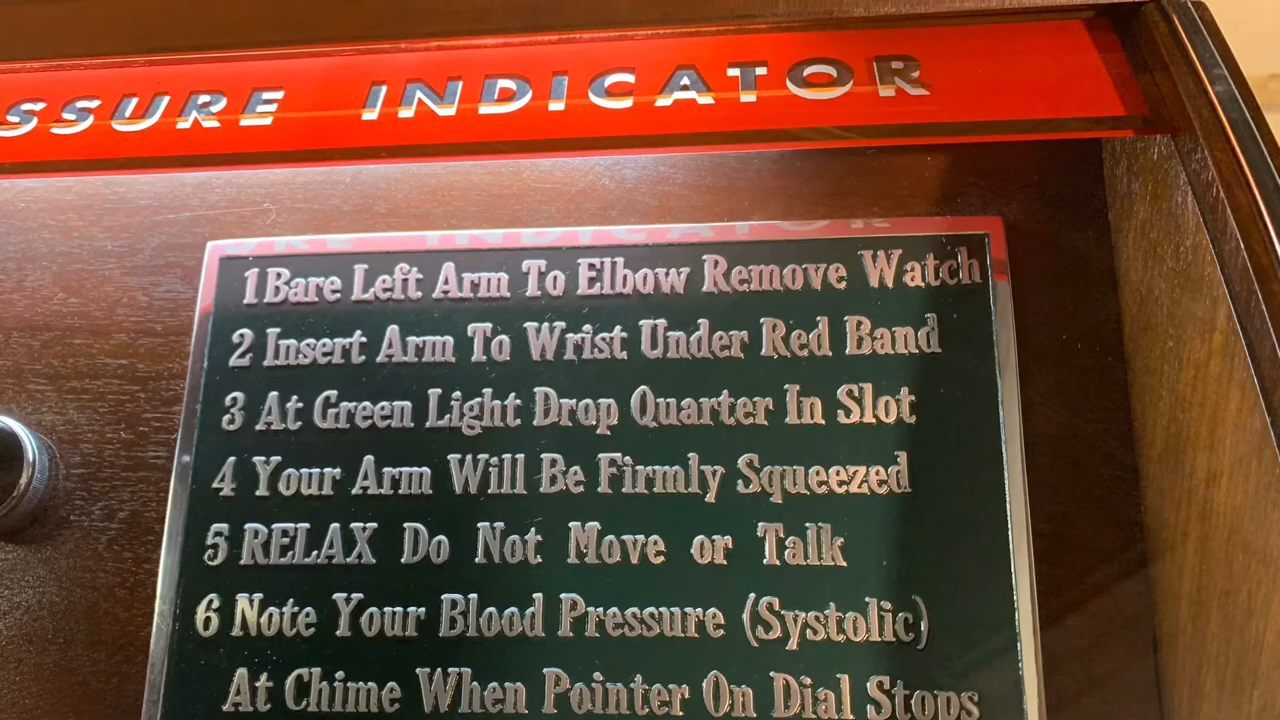 SSURE INDICATOR
1 Bare Left Arm To Elbow Remove Watch
2 Insert Arm To Wrist Under Red Band
3 At Green Light Drop Quarter In Slot
4 Your Arm Will Be Firmly Squeezed
5 RELAX Do Not Move or Talk
6 Note Your Blood Pressure (Systolic)
At Chime When Pointer On Dial Stops